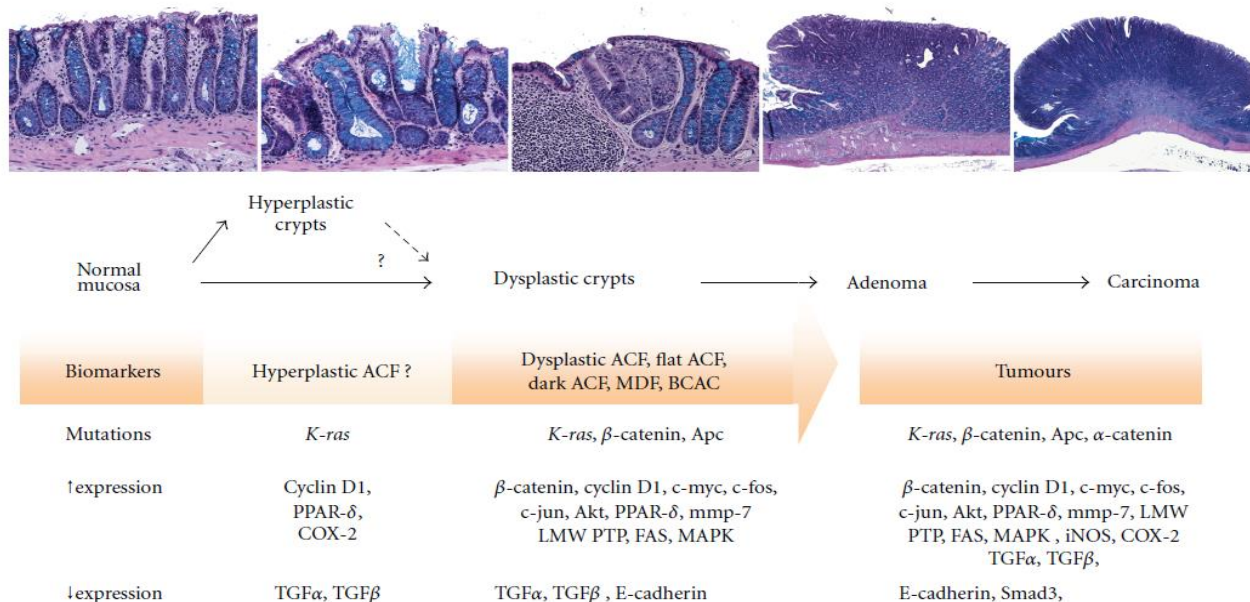 Hyperplastic
crypts
?
Normal
mucosa
Dysplastic crypts
Adenoma
Carcinoma
Biomarkers
Hyperplastic ACF ?
Dysplastic ACF, flat ACF,
dark ACF, MDF, BCAC
Tumours
Mutations
K-ras
K-ras, β-catenin, Apc
K-ras, β-catenin, Apc, α-catenin
↑expression
Cyclin D1,
PPAR-δ,
COX-2
β-catenin, cyclin D1, c-myc, c-fos,
c-jun, Akt, PPAR-δ, mmp-7
LMW PTP, FAS, MAPK
β-catenin, cyclin D1, c-myc, c-fos,
c-jun, Akt, PPAR-δ, mmp-7, LMW
PTP, FAS, MAPK , iNOS, COX-2
TGFα, TGFβ,
↓expression
TGFα, TGFβ
TGFα, TGFβ , E-cadherin
E-cadherin, Smad3,